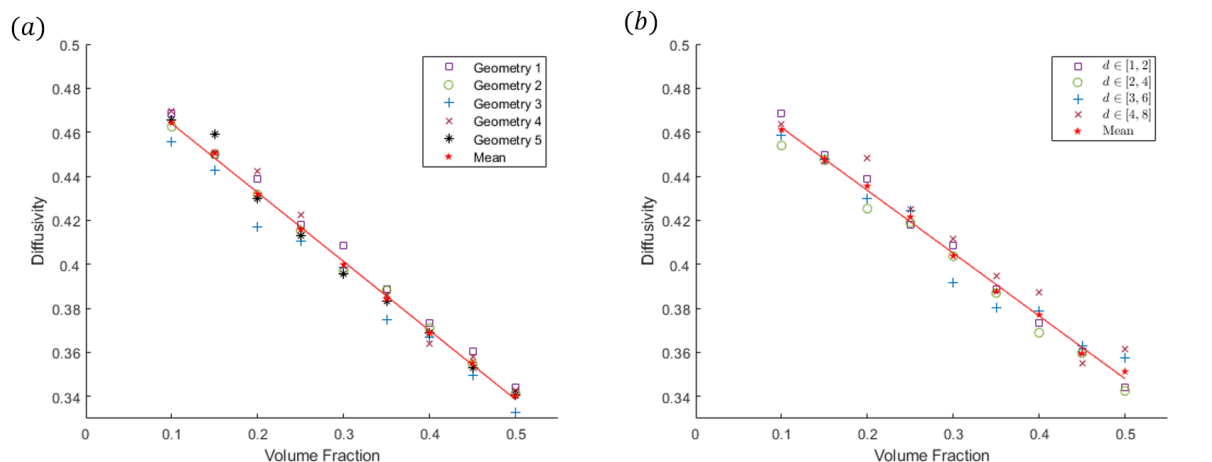 (a)
0.5
0.48
0.46
0.44
0.42
0.4
0.38
0.36
0.34
Diffusivity
0
0.1
0.2
0.3
0.4
0.5
Volume Fraction
Geometry 1
Geometry 2
Geometry 3
Geometry 4
Geometry 5
Mean
(b)
0.5
0.48
0.46
0.44
0.42
0.4
0.38
0.36
0.34
Diffusivity
0
0.1
0.2
0.3
0.4
0.5
Volume Fraction
d ∈ [1, 2]
d ∈ [2, 4]
d ∈ [3, 6]
d ∈ [4, 8]
Mean